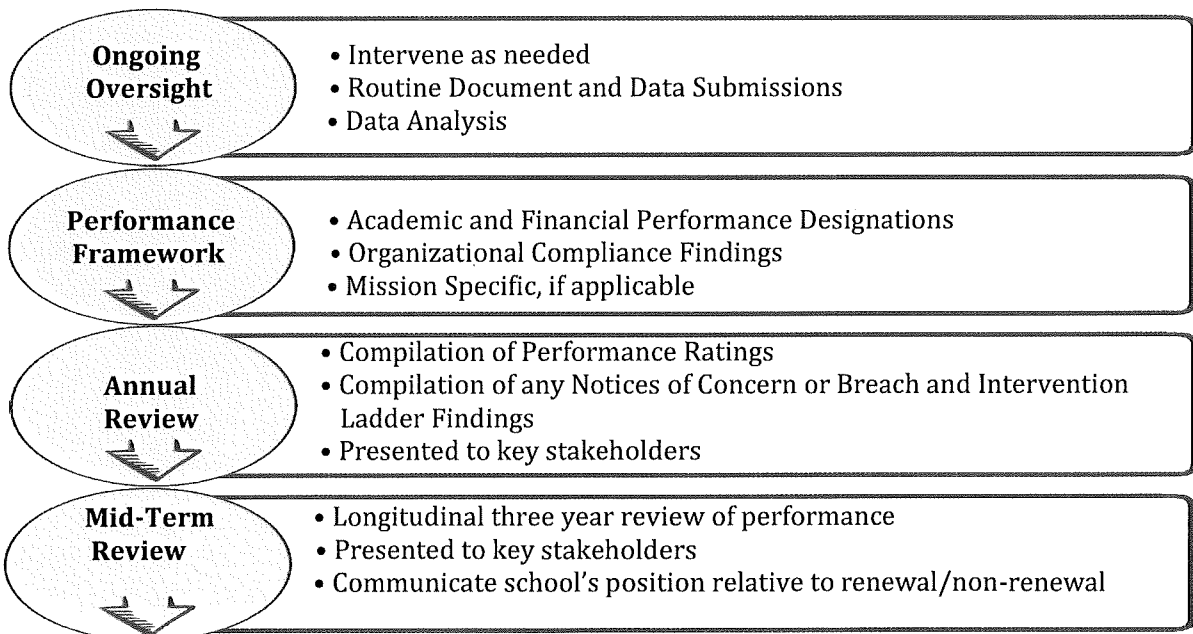 Ongoing
Oversight
• Intervene as needed
• Routine Document and Data Submissions
• Data Analysis
Performance
Framework
• Academic and Financial Performance Designations
• Organizational Compliance Findings
• Mission Specific, if applicable
Annual
Review
• Compilation of Performance Ratings
• Compilation of any Notices of Concern or Breach and Intervention
Ladder Findings
• Presented to key stakeholders
Mid-Term
Review
• Longitudinal three year review of performance
• Presented to key stakeholders
• Communicate school's position relative to renewal/non-renewal